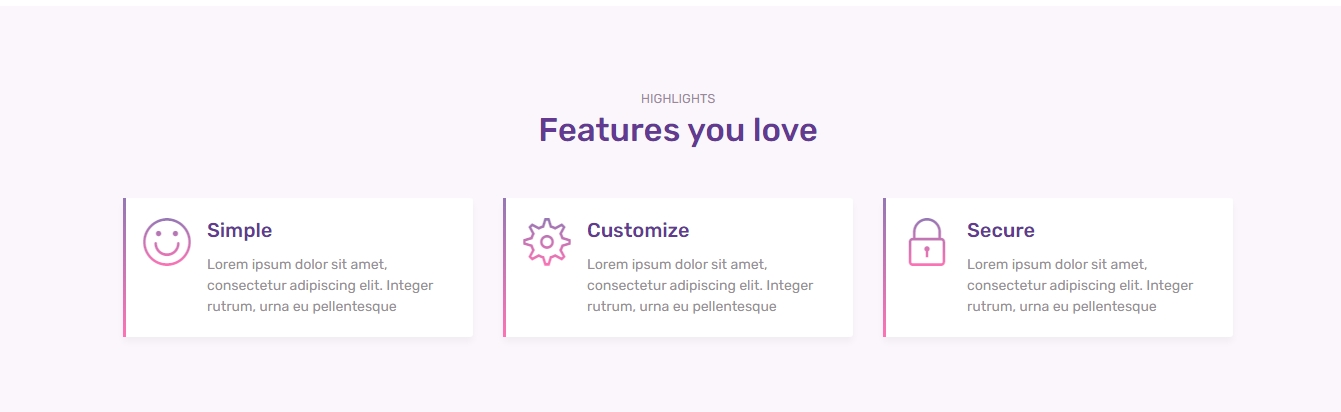 HIGHLIGHTS
Features you love
Simple
Lorem ipsum dolor sit amet,
consectetur adipiscing elit. Integer
rutrum, urna eu pellentesque
Customize
Lorem ipsum dolor sit amet,
consectetur adipiscing elit. Integer
rutrum, urna eu pellentesque
Secure
Lorem ipsum dolor sit amet,
consectetur adipiscing elit. Integer
rutrum, urna eu pellentesque